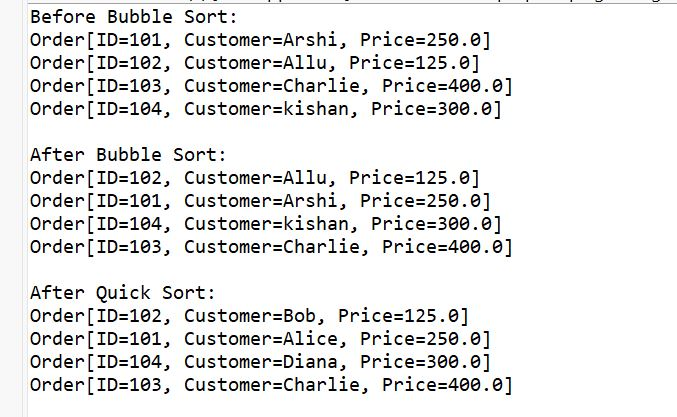 Before Bubble Sort:
Order[ID=101, Customer=Arshi, Price=250.0]
Order[ID=102, Customer=Allu, Price=125.0]
Order[ID=103, Customer=Charlie, Price=400.0]
Order[ID=104, Customer=kishan, Price=300.0]

After Bubble Sort:
Order[ID=102, Customer=Allu, Price=125.0]
Order[ID=101, Customer=Arshi, Price=250.0]
Order[ID=104, Customer=kishan, Price=300.0]
Order[ID=103, Customer=Charlie, Price=400.0]

After Quick Sort:
Order[ID=102, Customer=Bob, Price=125.0]
Order[ID=101, Customer=Alice, Price=250.0]
Order[ID=104, Customer=Diana, Price=300.0]
Order[ID=103, Customer=Charlie, Price=400.0]